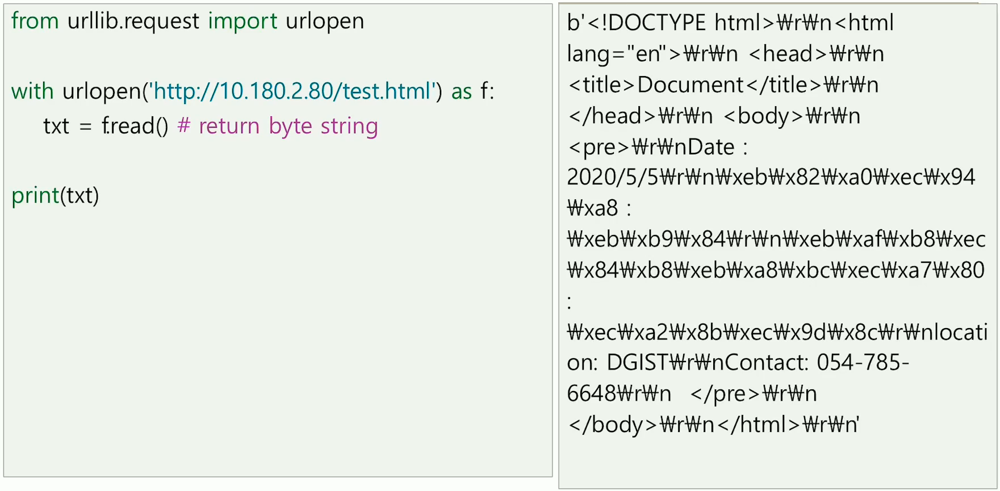 from urllib.request import urlopen
with urlopen('http://10.180.2.80/test.html') as f:
txt = f.read() # return byte string
print(txt)
b'<!DOCTYPE html>₩r₩n<html
lang="en">₩r₩n <head>₩r₩n
<title>Document</title>₩r₩n
</head>₩r₩n <body>₩r₩n
<pre>₩r₩nDate :
2020/5/5₩r₩n₩xeb₩x82₩xa0₩xec₩x94
₩xa8 :
₩xeb₩xb9₩x84₩r₩n₩xeb₩xaf₩xb8₩xec
₩x84₩xb8₩xeb₩xa8₩xbc₩xec₩xa7₩x80
:
₩xec₩xa2₩x8b₩xec₩x9d₩x8c₩r₩nlocati
on: DGIST₩r₩nContact: 054-785-
6648₩r₩n </pre>₩r₩n
</body>₩r₩n</html>₩r₩n'